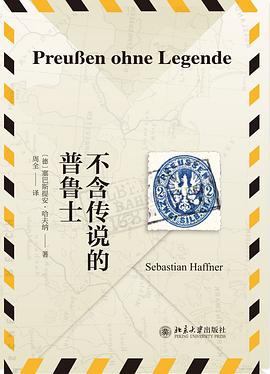 Preußen ohne Legende
不含传说的
普鲁士
〔德〕塞巴斯提安·哈夫纳 著
周全 译
Sebastian Haffner
北京大学出版社
PEKING UNIVERSITY PRESS